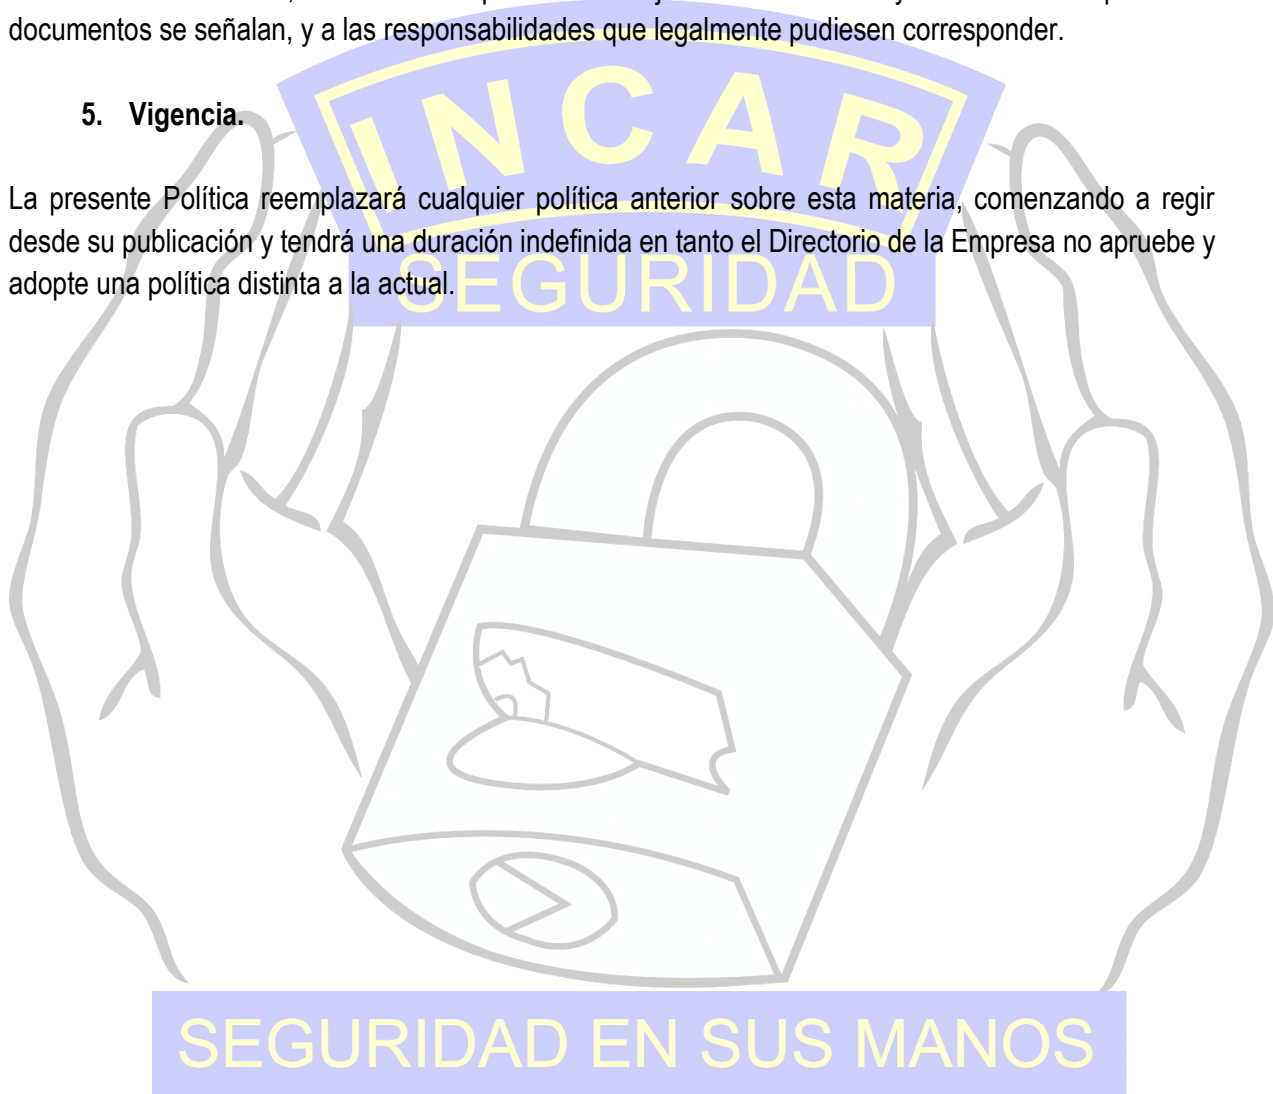 documentos se señalan, y a las responsabilidades que legalmente pudiesen corresponder.
5. Vigencia.
La presente Política reemplazará cualquier política anterior sobre esta materia, comenzando a regir
desde su publicación y tendrá una duración indefinida en tanto el Directorio de la Empresa no apruebe y
adopte una política distinta a la actual.
INCAR
SEGURIDAD
SEGURIDAD EN SUS MANOS